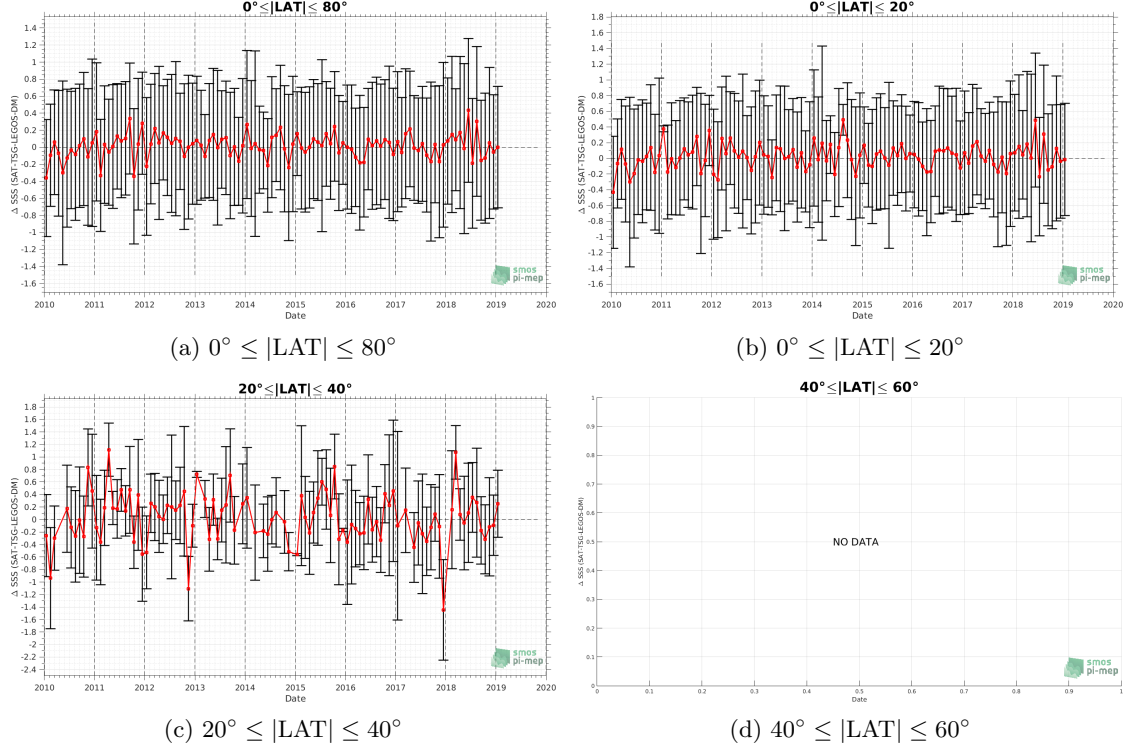 0°≤|LAT|≤ 80°
Δ SSS (SAT-TSG-LEGOS-DM)
1.4
1.2
1
0.8
0.6
0.4
0.2
0
-0.2
-0.4
-0.6
-0.8
-1
-1.2
-1.4
-1.6
2010 2011 2012 2013 2014 2015 2016 2017 2018 2019 2020
Date
smos
pi-mep
(a) 0° ≤ |LAT| ≤ 80°
0°≤|LAT|≤ 20°
Δ SSS (SAT-TSG-LEGOS-DM)
1.8
1.6
1.4
1.2
1
0.8
0.6
0.4
0.2
0
-0.2
-0.4
-0.6
-0.8
-1
-1.2
-1.4
-1.6
2010 2011 2012 2013 2014 2015 2016 2017 2018 2019 2020
Date
smos
pi-mep
(b) 0° ≤ |LAT| ≤ 20°
20°≤|LAT|≤ 40°
Δ SSS (SAT-TSG-LEGOS-DM)
1.8
1.6
1.4
1.2
1
0.8
0.6
0.4
0.2
0
-0.2
-0.4
-0.6
-0.8
-1
-1.2
-1.4
-1.6
-1.8
-2
-2.2
-2.4
2010 2011 2012 2013 2014 2015 2016 2017 2018 2019 2020
Date
smos
pi-mep
(c) 20° ≤ |LAT| ≤ 40°
40°≤|LAT|≤ 60°
Δ SSS (SAT-TSG-LEGOS-DM)
1
0.9
0.8
0.7
0.6
0.5
0.4
0.3
0.2
0.1
0
NO DATA
0 0.1 0.2 0.3 0.4 0.5 0.6 0.7 0.8 0.9 1
Date
smos
pi-mep
(d) 40° ≤ |LAT| ≤ 60°